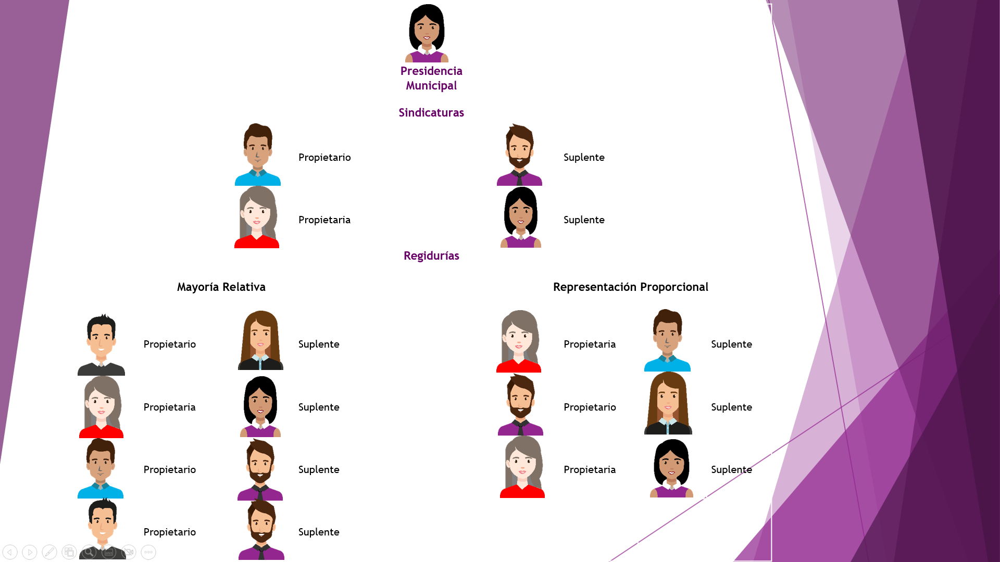 Presidencia
Municipal
Sindicaturas
Propietario Suplente
Propietaria Suplente
Regidurías
Mayoría Relativa Representación Proporcional
Propietario Suplente Propietaria Suplente
Propietaria Suplente Propietario Suplente
Propietario Suplente Propietaria Suplente
Propietario Suplente